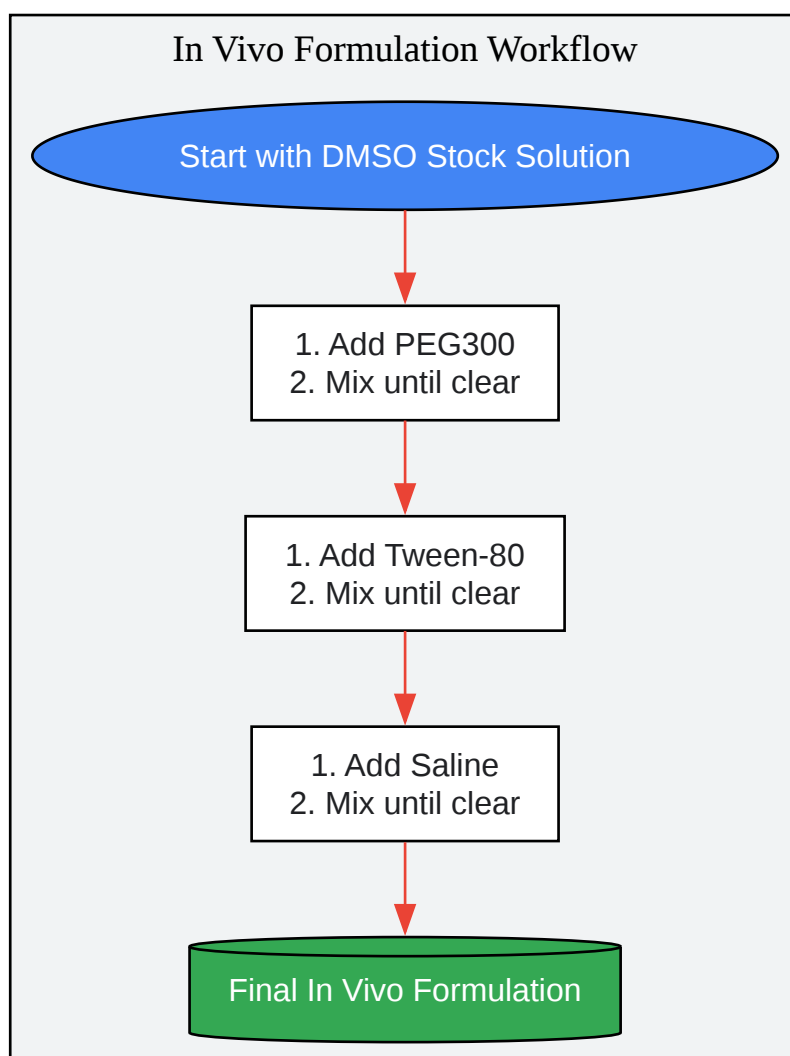 In Vivo Formulation Workflow
Start with DMSO Stock Solution
1. Add PEG300
2. Mix until clear
1. Add Tween-80
2. Mix until clear
1. Add Saline
2. Mix until clear
Final In Vivo Formulation